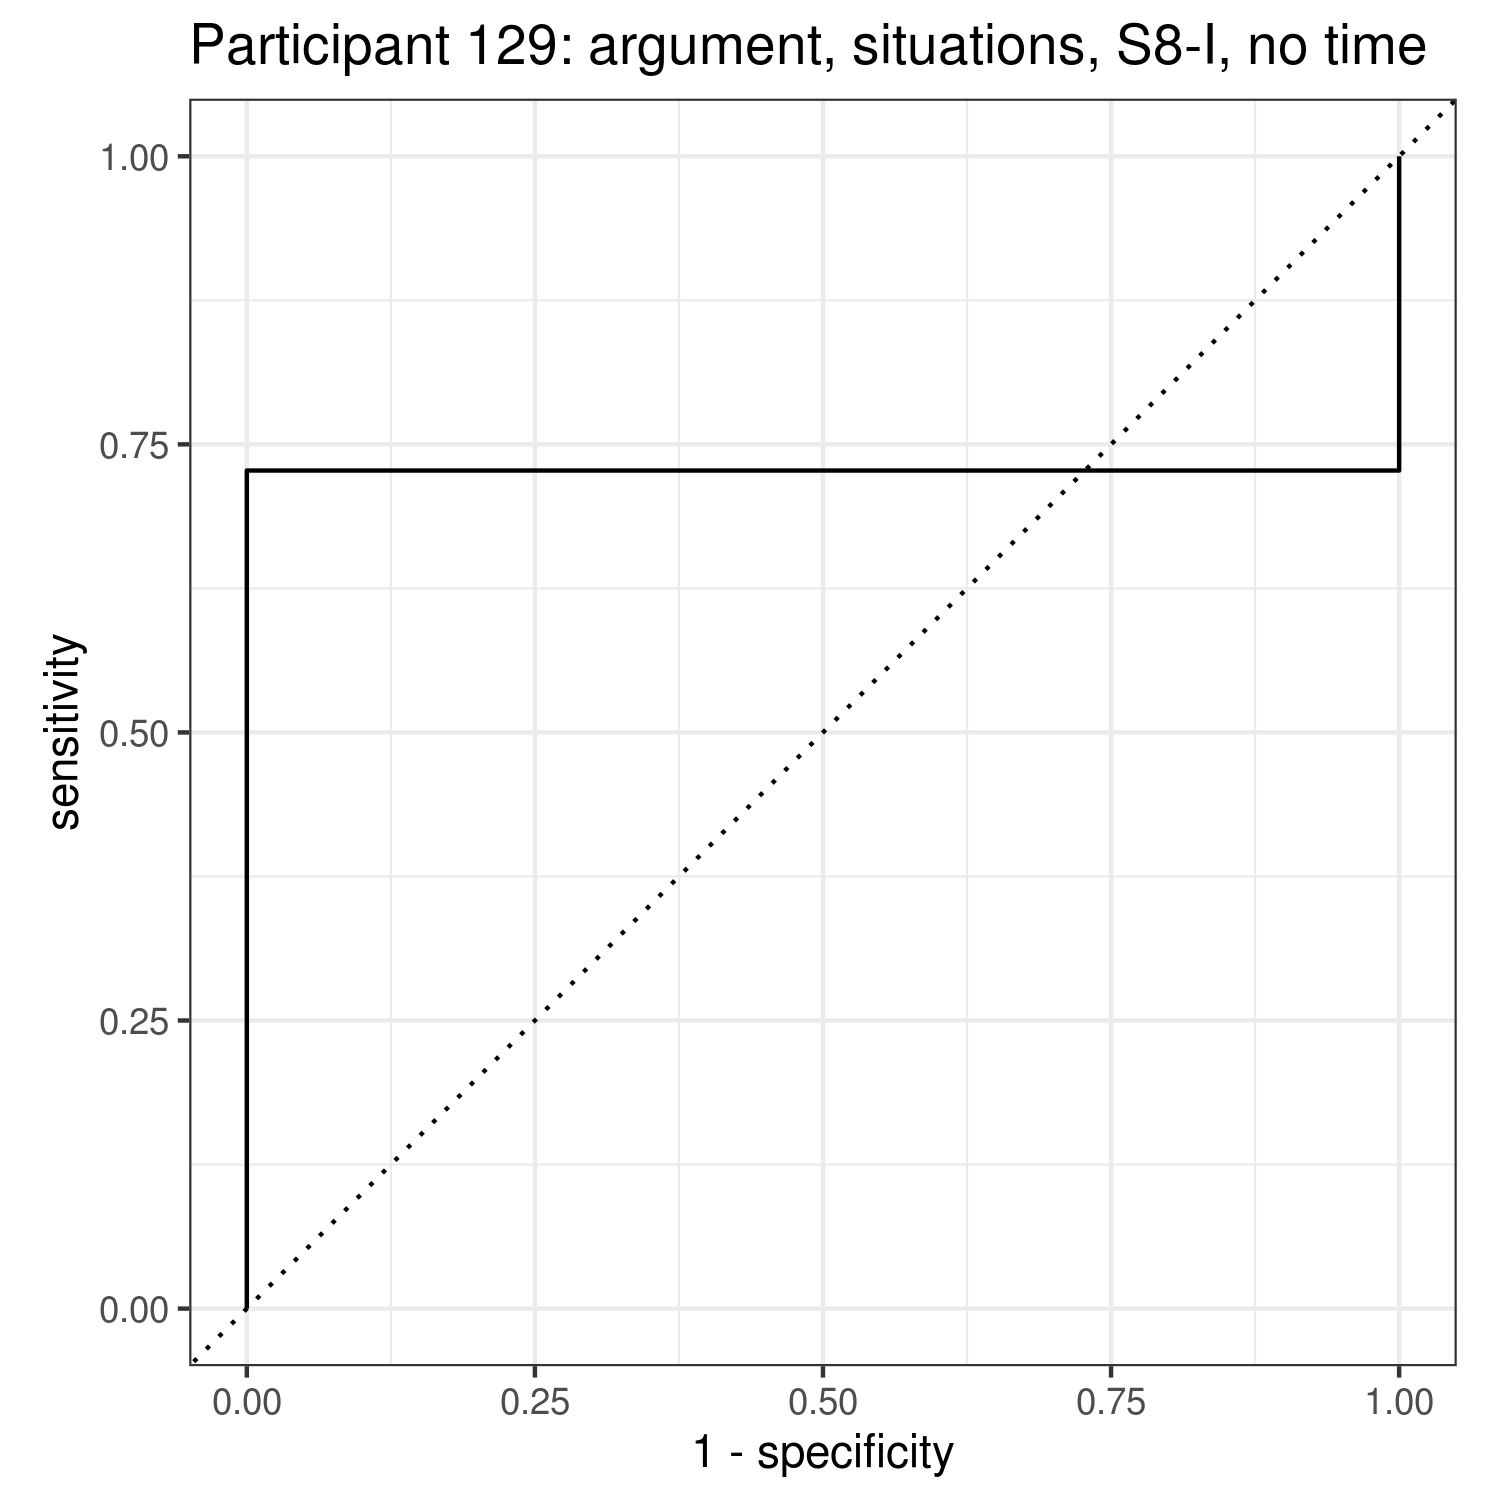 Participant 129: argument, situations, S8-I, no time
sensitivity
1.00
0.75
0.50
0.25
0.00
0.00 0.25 0.50 0.75 1.00
1 - specificity